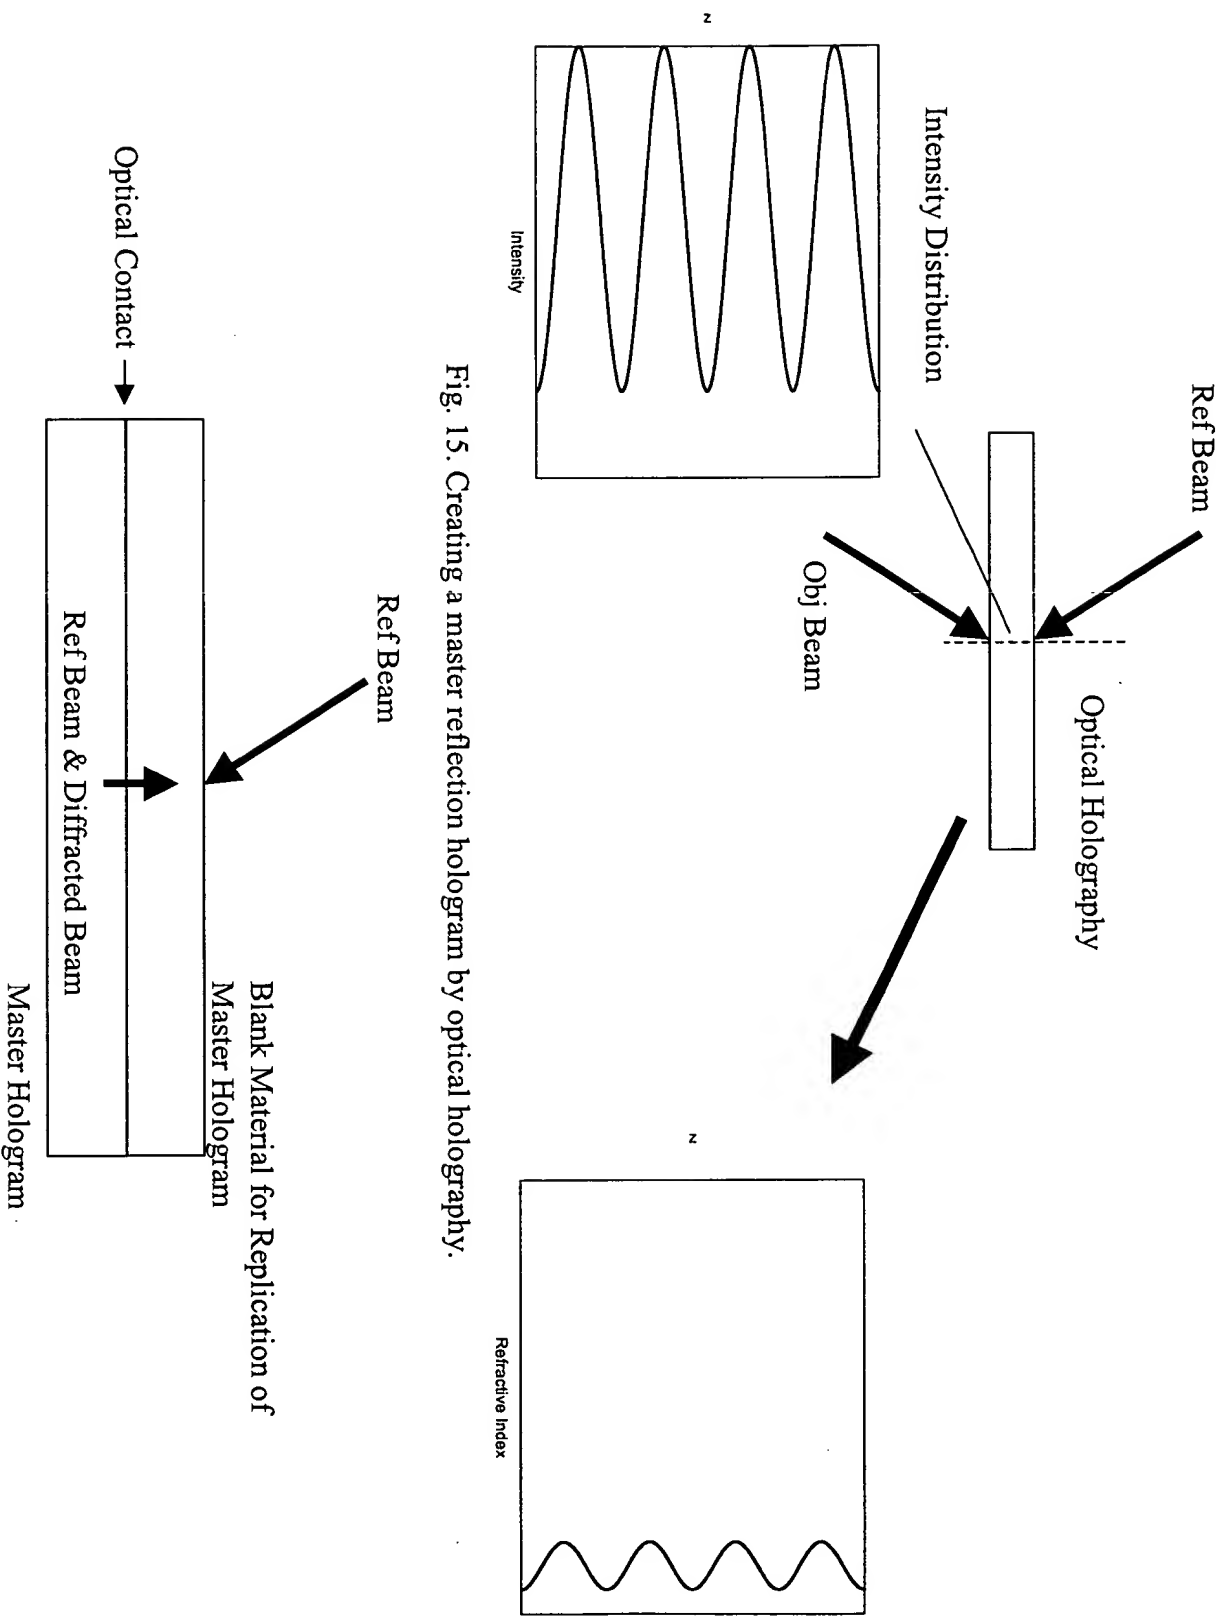 Ref Beam
Optical Holography
Intensity Distribution
Obj Beam
z
Intensity
z
Refractive Index
Fig. 15. Creating a master reflection hologram by optical holography.
Ref Beam
Blank Material for Replication of
Master Hologram
Optical Contact
Ref Beam & Diffracted Beam
Master Hologram